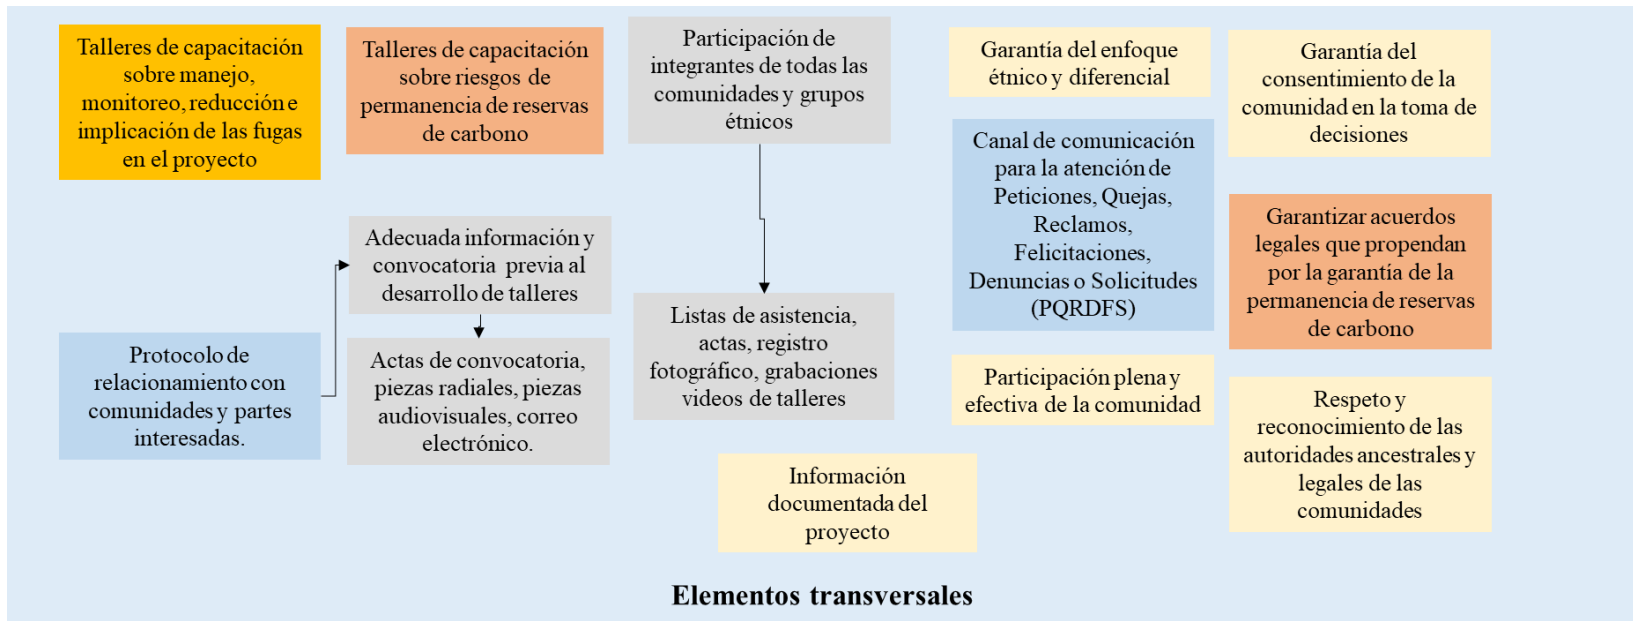 Talleres de capacitación
sobre manejo,
monitoreo, reducción e
implicación de las fugas
en el proyecto
Talleres de capacitación
sobre riesgos de
permanencia de reservas
de carbono
Participación de
integrantes de todas las
comunidades y grupos
étnicos
Garantía del enfoque
étnico y diferencial
Garantía del
consentimiento de la
comunidad en la toma de
decisiones
Canal de comunicación
para la atención de
Peticiones, Quejas,
Reclamos,
Felicitaciones,
Denuncias o Solicitudes
(PQRDFS)
Garantizar acuerdos
legales que propendan
por la garantía de la
permanencia de reservas
de carbono
Adecuada información y
convocatoria previa al
desarrollo de talleres
Protocolo de
relacionamiento con
comunidades y partes
interesadas.
Actas de convocatoria,
piezas radiales, piezas
audiovisuales, correo
electrónico.
Listas de asistencia,
actas, registro
fotográfico, grabaciones
videos de talleres
Participación plena y
efectiva de la comunidad
Respeto y
reconocimiento de las
autoridades ancestrales y
legales de las
comunidades
Información
documentada del
proyecto
Elementos transversales